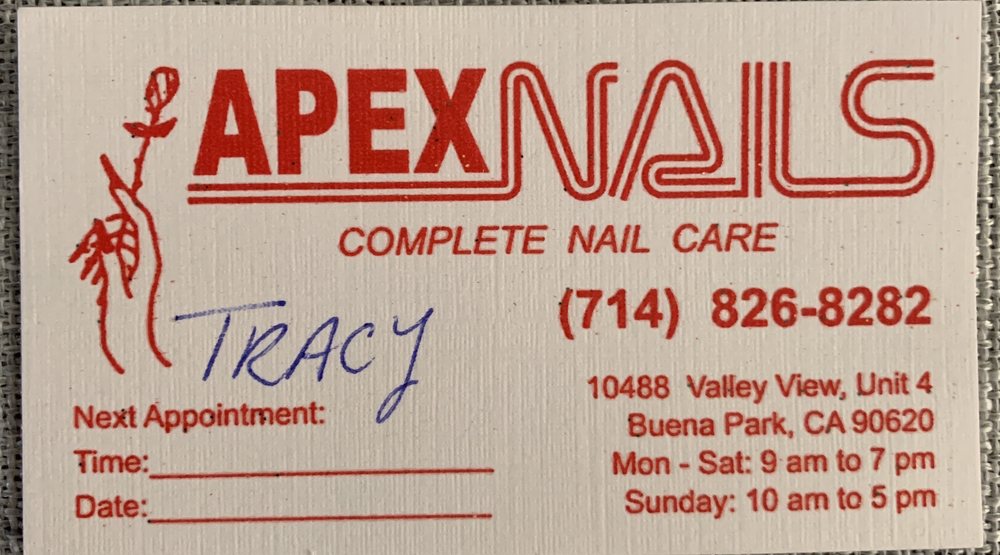 APEX NAILS
COMPLETE NAIL CARE
(714) 826-8282
TRACY
10488 Valley View, Unit 4
Buena Park, CA 90620
Mon - Sat: 9 am to 7 pm
Sunday: 10 am to 5 pm
Next Appointment:
Time:
Date: